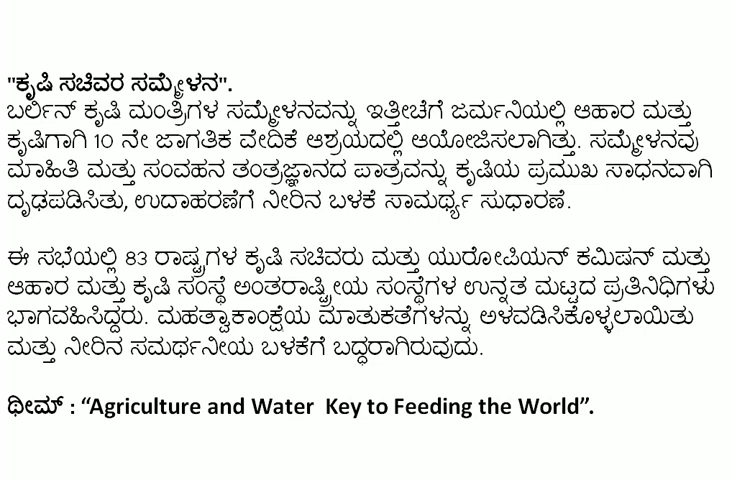 "ಕೃಷಿ ಸಚಿವರ ಸಮ್ಮೇಳನ".
ಬರ್ಲಿನ್ ಕೃಷಿ ಮಂತ್ರಿಗಳ ಸಮ್ಮೇಳನವನ್ನು ಇತ್ತೀಚೆಗೆ ಜರ್ಮನಿಯಲ್ಲಿ ಆಹಾರ ಮತ್ತು
ಕೃಷಿಗಾಗಿ 10 ನೇ ಜಾಗತಿಕ ವೇದಿಕೆ ಆಶ್ರಯದಲ್ಲಿ ಆಯೋಜಿಸಲಾಗಿತ್ತು. ಸಮ್ಮೇಳನವು
ಮಾಹಿತಿ ಮತ್ತು ಸಂವಹನ ತಂತ್ರಜ್ಞಾನದ ಪಾತ್ರವನ್ನು ಕೃಷಿಯ ಪ್ರಮುಖ ಸಾಧನವಾಗಿ
ದೃಢಪಡಿಸಿತು, ಉದಾಹರಣೆಗೆ ನೀರಿನ ಬಳಕೆ ಸಾಮರ್ಥ್ಯ ಸುಧಾರಣೆ.
ಈ ಸಭೆಯಲ್ಲಿ 83 ರಾಷ್ಟ್ರಗಳ ಕೃಷಿ ಸಚಿವರು ಮತ್ತು ಯುರೋಪಿಯನ್ ಕಮಿಷನ್ ಮತ್ತು
ಆಹಾರ ಮತ್ತು ಕೃಷಿ ಸಂಸ್ಥೆ ಅಂತರಾಷ್ಟ್ರೀಯ ಸಂಸ್ಥೆಗಳ ಉನ್ನತ ಮಟ್ಟದ ಪ್ರತಿನಿಧಿಗಳು
ಭಾಗವಹಿಸಿದ್ದರು. ಮಹತ್ವಾಕಾಂಕ್ಷೆಯ ಮಾತುಕತೆಗಳನ್ನು ಅಳವಡಿಸಿಕೊಳ್ಳಲಾಯಿತು
ಮತ್ತು ನೀರಿನ ಸಮರ್ಥನೀಯ ಬಳಕೆಗೆ ಬದ್ಧರಾಗಿರುವುದು.
ಥೀಮ್ : “Agriculture and Water  Key to Feeding the World”.